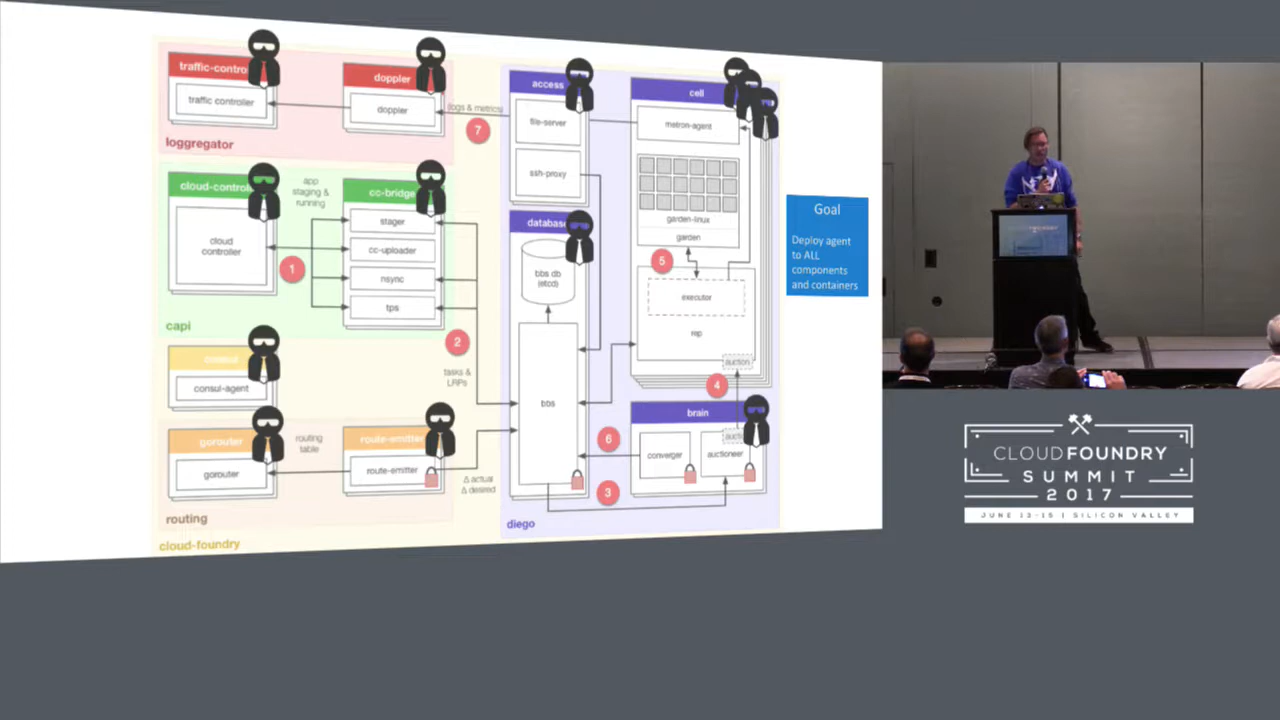 traffic-contro
traffic controller
doppler
doppler
loggregator
logs & metrics
7
cloud-control
cloud
controller
capi
app
staging &
running
1
cc-bridge
stager
cc-uploader
nsync
tps
2
tasks &
LRPs
consul-agent
gorouter
gorouter
routing
table
route-emitter
route-emitter
routing
Δ actual
Δ desired
cloud-foundry
access
file-server
ssh-proxy
database
bbs db
(etcd)
bbs
diego
cell
metron-agent
garden-linux
garden
5
executor
rep
auction
4
brain
converger
auctioneer
6
3
Goal
Deploy agent
to ALL
components
and containers
CLOUD FOUNDRY
SUMMIT
2017
JUNE 13-15 | SILICON VALLEY